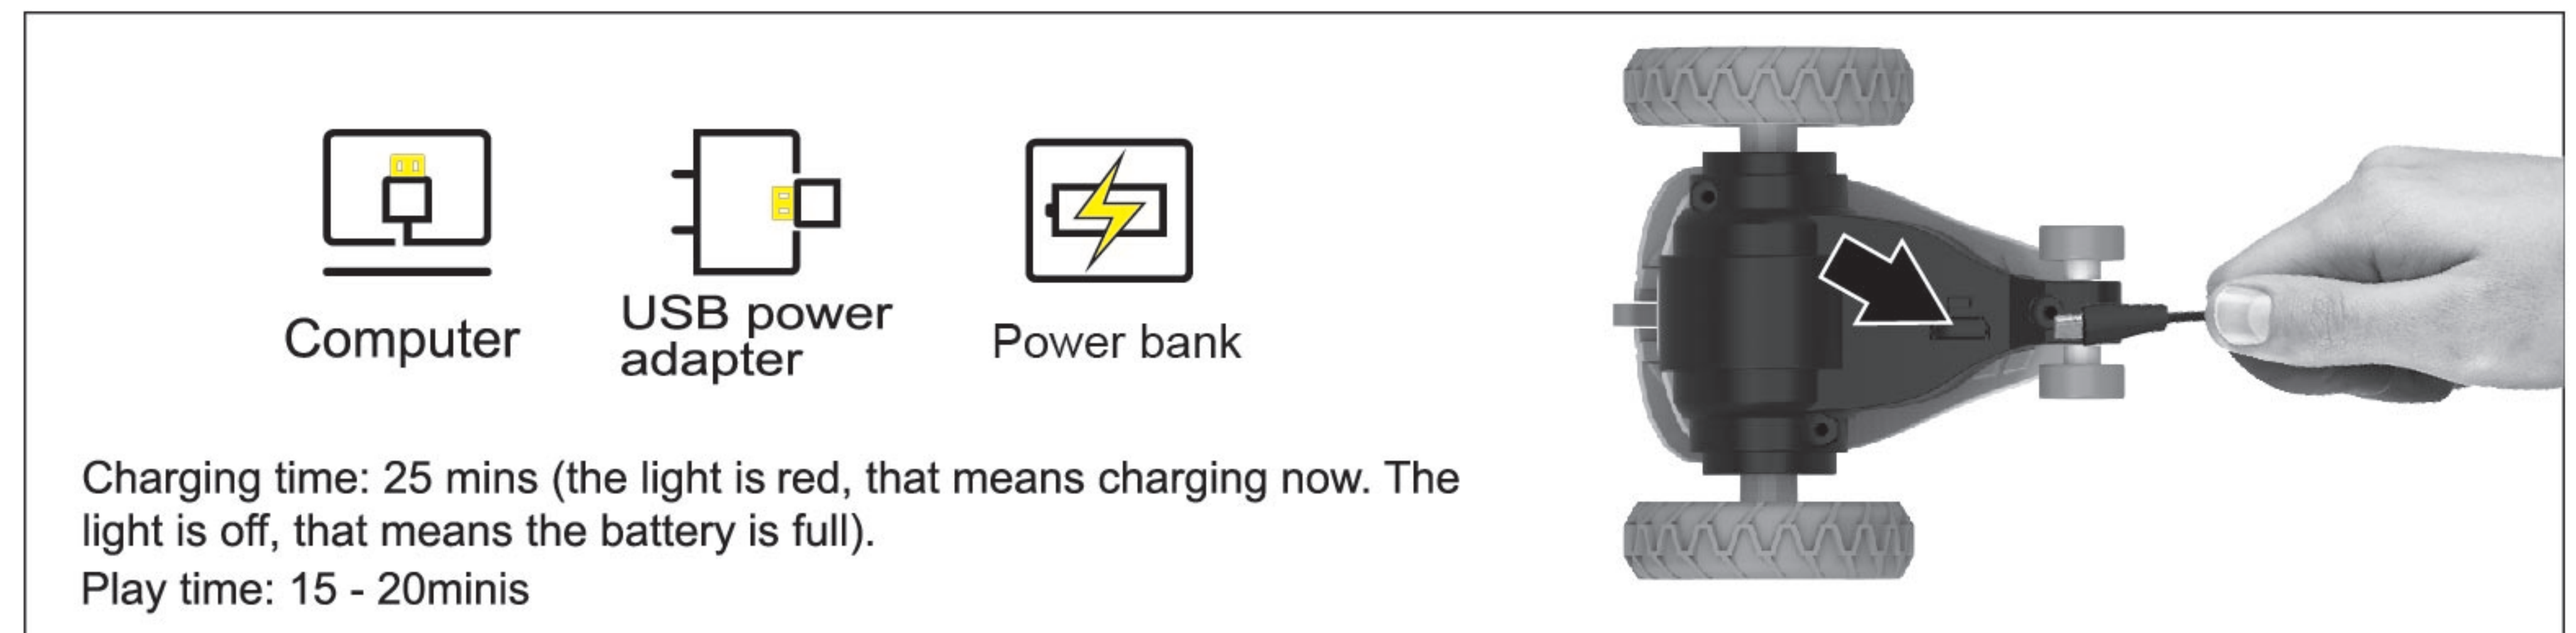 Computer
USB power
adapter
Power bank
Charging time: 25 mins (the light is red, that means charging now. The
light is off, that means the battery is full).
Play time: 15 - 20minis